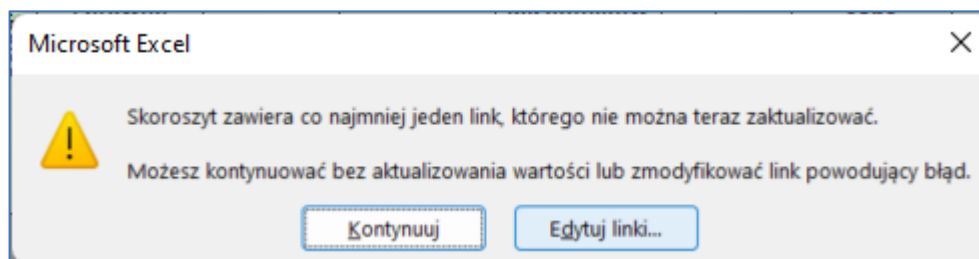 Microsoft Excel
Skoroszyt zawiera co najmniej jeden link, którego nie można teraz zaktualizować.
Możesz kontynuować bez aktualizowania wartości lub zmodyfikować link powodujący błąd.
Kontynuuj
Edytuj linki...